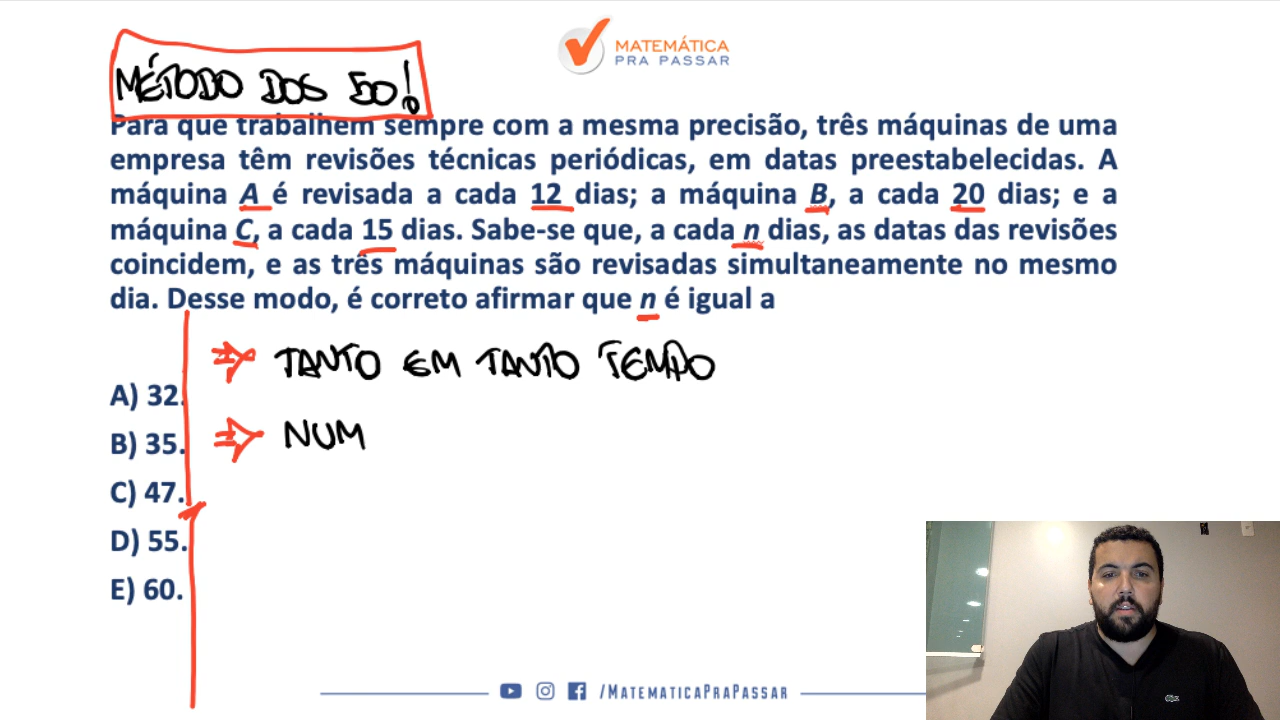 MATEMÁTICA
PRA PASSAR
MÉTODO DOS 50!
Para que trabalhem sempre com a mesma precisão, três máquinas de uma
empresa têm revisões técnicas periódicas, em datas preestabelecidas. A
máquina A é revisada a cada 12 dias; a máquina B, a cada 20 dias; e a
máquina C, a cada 15 dias. Sabe-se que, a cada n dias, as datas das revisões
coincidem, e as três máquinas são revisadas simultaneamente no mesmo
dia. Desse modo, é correto afirmar que n é igual a
TANTO EM TANTO TEMPO
A) 32.
NUM
B) 35.
C) 47.
D) 55.
E) 60.
/MATEMATICAPRAPASSAR